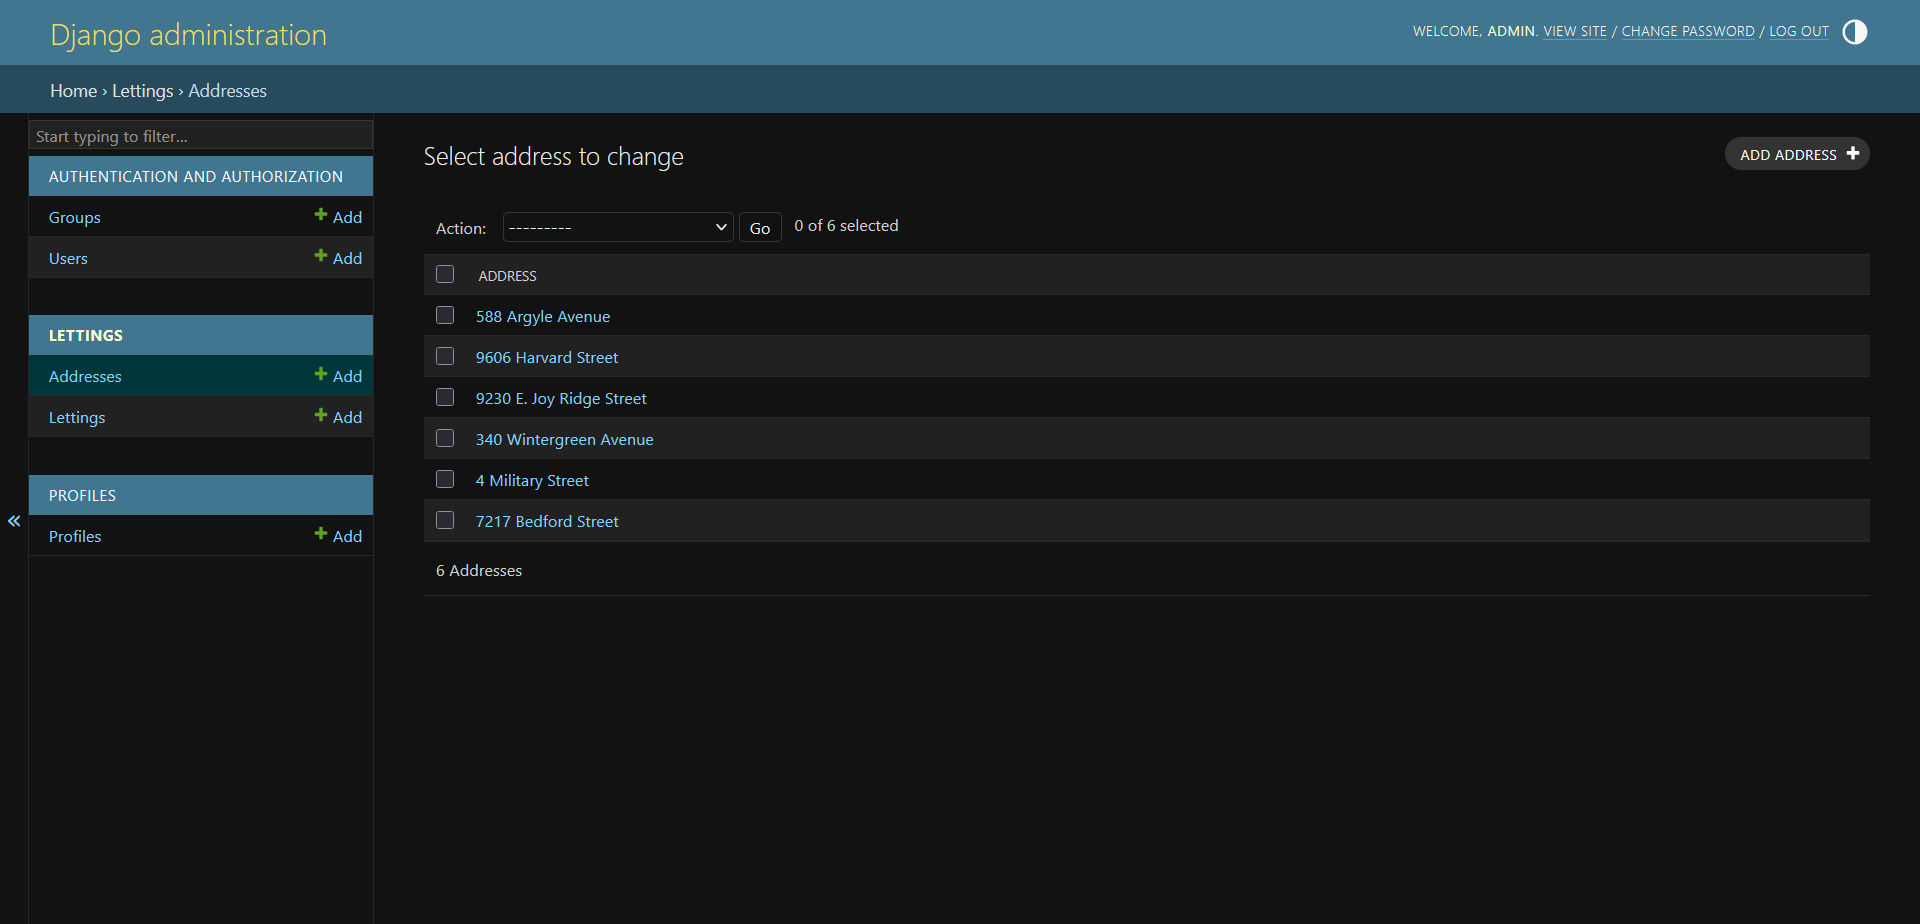 Django administration
WELCOME, ADMIN. VIEW SITE / CHANGE PASSWORD / LOG OUT
Home › Lettings › Addresses
Start typing to filter...
AUTHENTICATION AND AUTHORIZATION
Groups + Add
Users + Add
LETTINGS
Addresses + Add
Lettings + Add
PROFILES
Profiles + Add
«
Select address to change
ADD ADDRESS +
Action: --------- Go 0 of 6 selected
ADDRESS
588 Argyle Avenue
9606 Harvard Street
9230 E. Joy Ridge Street
340 Wintergreen Avenue
4 Military Street
7217 Bedford Street
6 Addresses